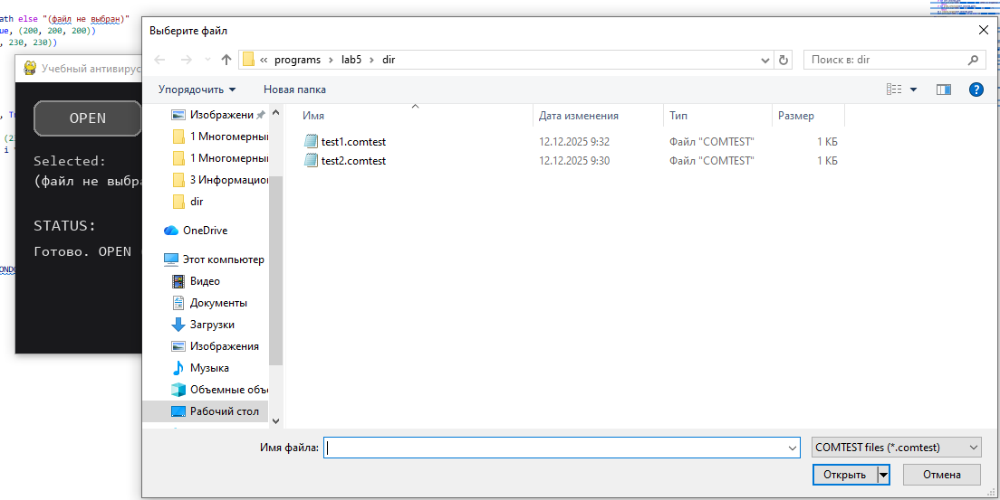 ath else "(файл не выбран)"
ue, (200, 200, 200))
, 230, 230))
Учебный антивирус
OPEN
Selected:
(файл не выбра
STATUS:
Готово. OPEN
Выберите файл
« programs › lab5 › dir
Поиск в: dir
Упорядочить
Новая папка
Изображени
1 Многомерны
1 Многомерны
3 Информацио
dir
OneDrive
Этот компьютер
Видео
Документы
Загрузки
Изображения
Музыка
Объемные объе
Рабочий стол
Имя Дата изменения Тип Размер
test1.comtest 12.12.2025 9:32 Файл "COMTEST" 1 КБ
test2.comtest 12.12.2025 9:30 Файл "COMTEST" 1 КБ
Имя файла:
COMTEST files (*.comtest)
Открыть
Отмена